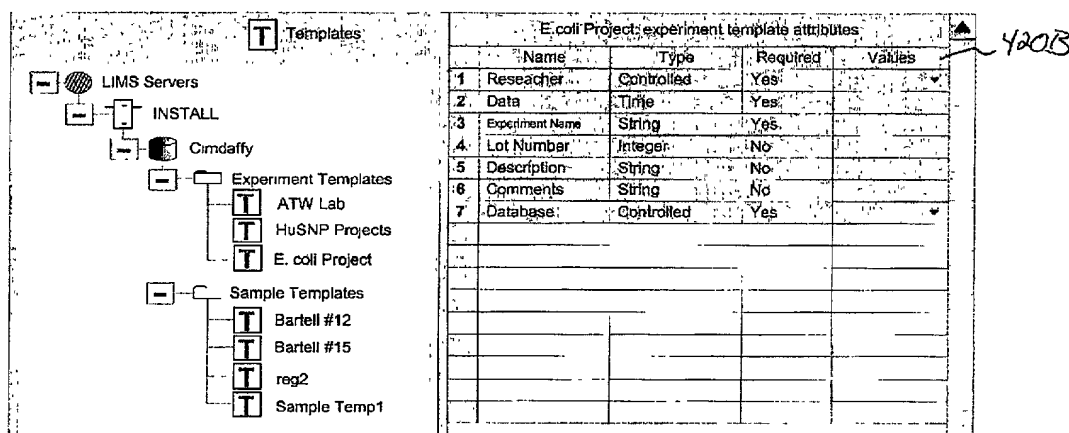 T Templates
LIMS Servers
INSTALL
Cimdaffy
Experiment Templates
T ATW Lab
T HuSNP Projects
T E. coli Project
Sample Templates
T Bartell #12
T Bartell #15
T reg2
T Sample Temp1
E.coli Project: experiment template attributes
Name Type Required Values
1 Reseacher Controlled Yes
2 Data Time Yes
3 Experiment Name String Yes
4 Lot Number Integer No
5 Description String No
6 Comments String No
7 Database Controlled Yes
420B